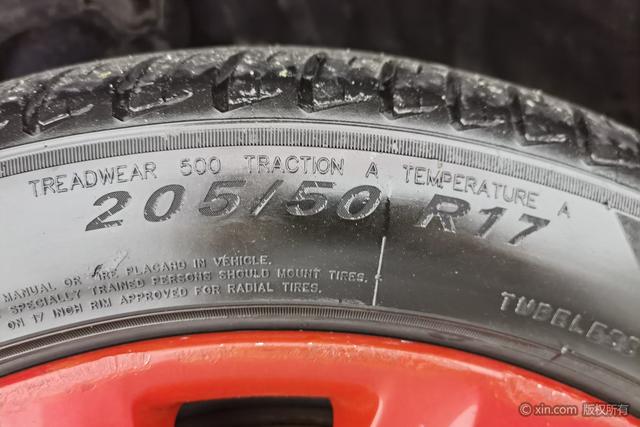 TREADWEAR 500 TRACTION A TEMPERATURE A
205/50 R17
MANUAL OR TIRE PLACARD IN VEHICLE.
SPECIALLY TRAINED PERSONS SHOULD MOUNT TIRES.
ON 17 INCH RIM APPROVED FOR RADIAL TIRES.
TUBELESS
© xin.com 版权所有